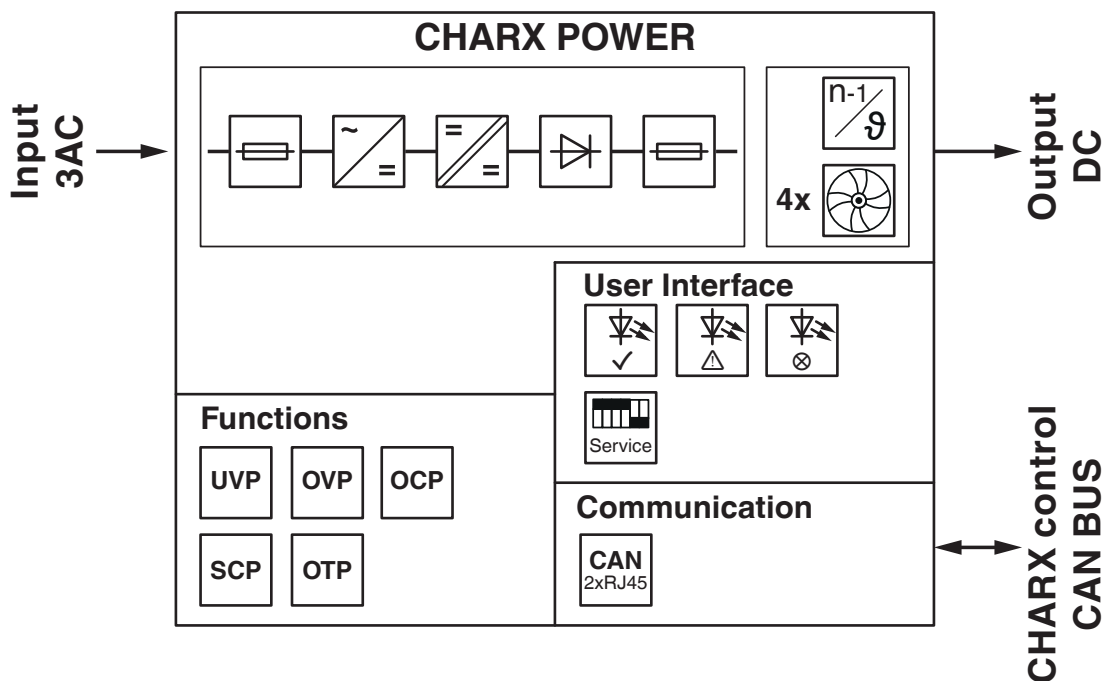 CHARX POWER
Input
3AC
~
=
=
=
n-1
ϑ
4x
Output
DC
User Interface
Service
Functions
UVP
OVP
OCP
SCP
OTP
Communication
CAN
2xRJ45
CHARX control
CAN BUS